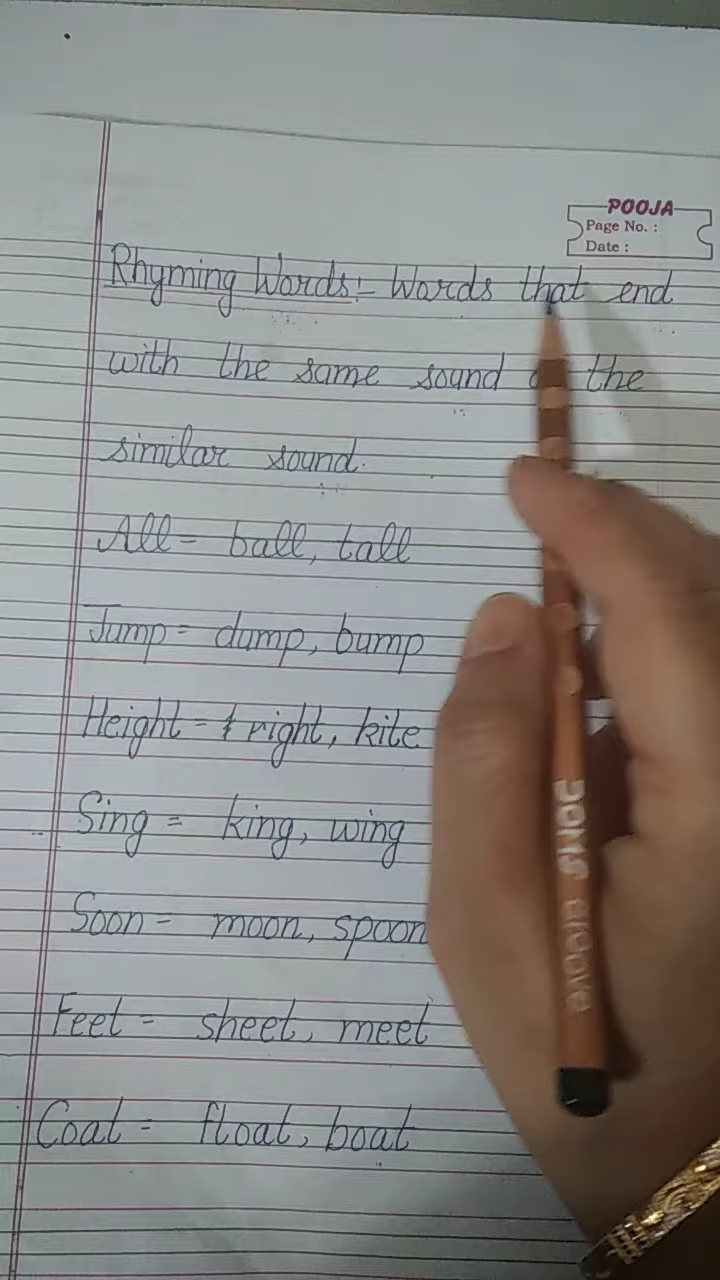 POOJA
Page No. :
Date :
Rhyming Words:- Words that end
with the same sound the
similar sound.
All = ball, tall
Jump = dump, bump
Height = right, kite
Sing = king, wing
Soon = moon, spoon
Feet = sheet, meet
Coat = float, boat
DOMS